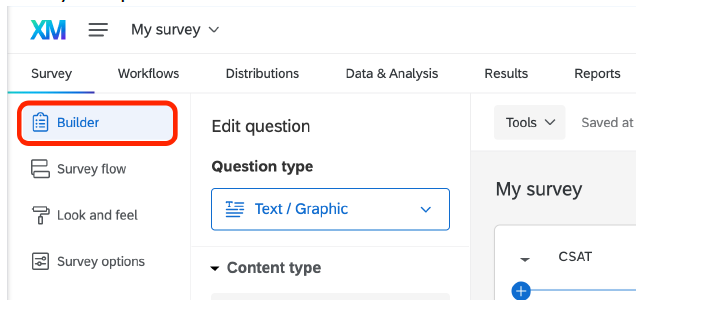 XM My survey
Survey Workflows Distributions Data & Analysis Results Reports
Builder
Survey flow
Look and feel
Survey options
Edit question
Question type
Text / Graphic
Content type
Tools Saved at
My survey
CSAT